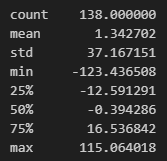 count 138.000000
mean 1.342702
std 37.167151
min -123.436508
25% -12.591291
50% -0.394286
75% 16.536842
max 115.064018